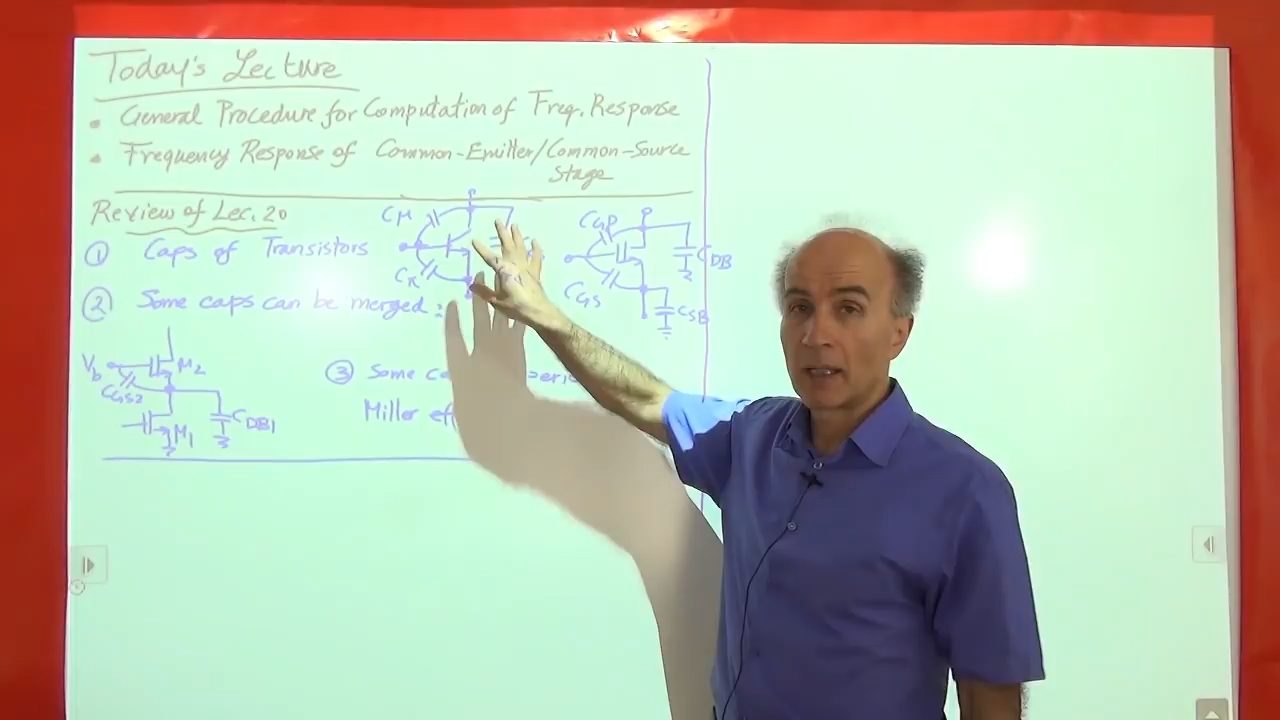 Today's Lecture
• General Procedure for Computation of Freq. Response
• Frequency Response of Common-Emitter/Common-Source
Stage
Review of Lec. 20
① Caps of Transistors
Cμ
Cπ
CGD
CDB
CGS
CSB
② Some caps can be merged:
Vb
M2
CGS2
CDB1
M1
③ Some
Miller